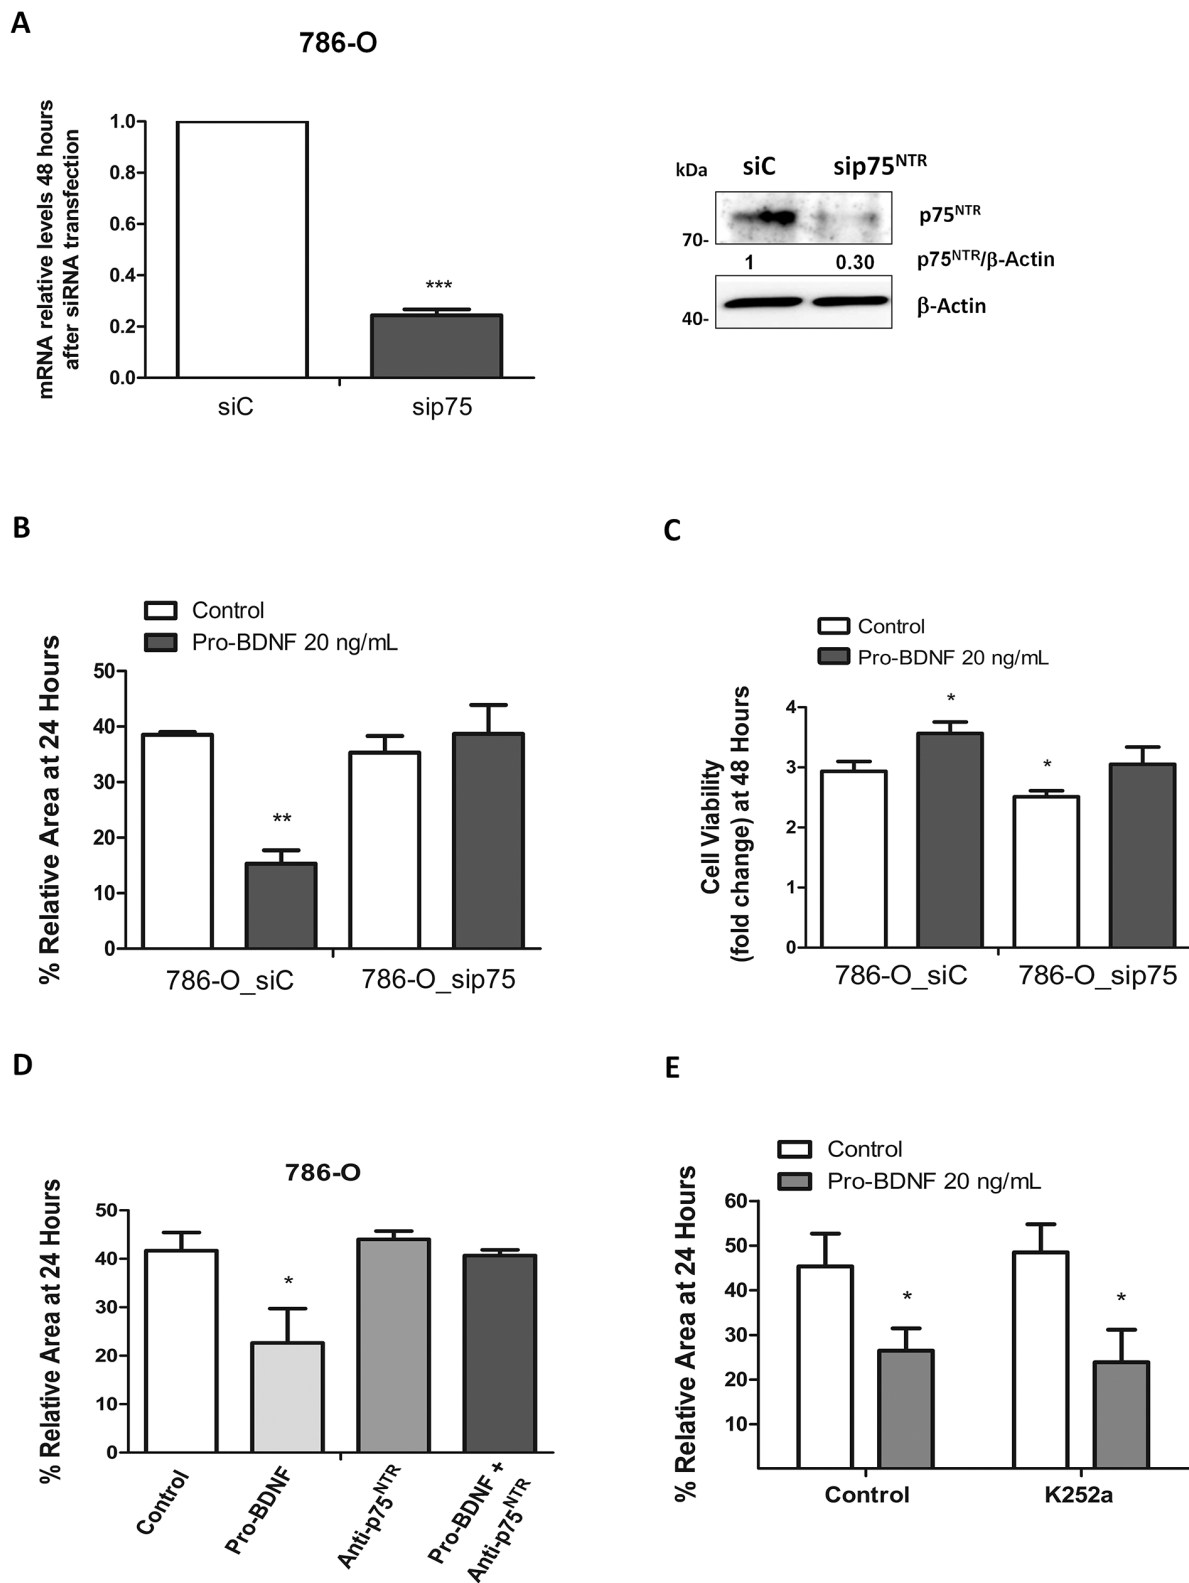 A
786-O
mRNA relative levels 48 hours
after siRNA transfection
1.0
0.8
0.6
0.4
0.2
0.0
***
siC
sip75
kDa
siC
sip75NTR
p75NTR
70-
1
0.30
p75NTR/β-Actin
40-
β-Actin
B
Control
Pro-BDNF 20 ng/mL
% Relative Area at 24 Hours
50
40
30
20
10
0
**
786-O_siC
786-O_sip75
C
Control
Pro-BDNF 20 ng/mL
Cell Viability
(fold change) at 48 Hours
4
3
2
1
0
*
*
786-O_siC
786-O_sip75
D
786-O
% Relative Area at 24 Hours
50
40
30
20
10
0
*
Control
Pro-BDNF
Anti-p75NTR
Pro-BDNF +
Anti-p75NTR
E
Control
Pro-BDNF 20 ng/mL
% Relative Area at 24 Hours
60
50
40
30
20
10
*
*
Control
K252a